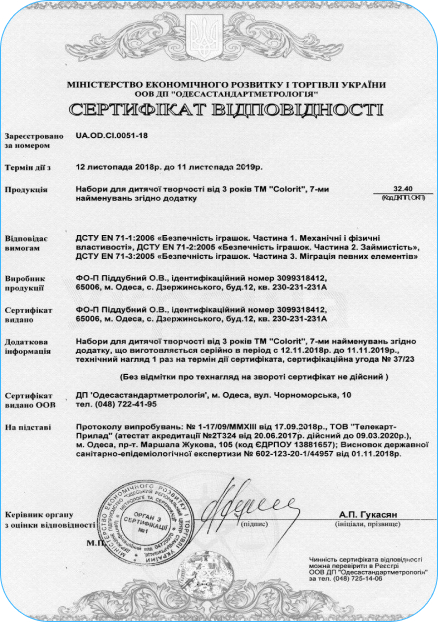 МІНІСТЕРСТВО ЕКОНОМІЧНОГО РОЗВИТКУ І ТОРГІВЛІ УКРАЇНИ
ООВ ДП "ОДЕСАСТАНДАРТМЕТРОЛОГІЯ"
СЕРТИФІКАТ ВІДПОВІДНОСТІ
Зареєстровано за номером
UA.OD.CI.0051-18
Термін дії з
12 листопада 2018р. до 11 листопада 2019р.
Продукція
Набори для дитячої творчості від 3 років ТМ "Colorit", 7-ми
найменувань згідно додатку
32.40
(Код ДКПП, ОКП)
Відповідає вимогам
ДСТУ EN 71-1:2006 «Безпечність іграшок. Частина 1. Механічні і фізичні
властивості», ДСТУ EN 71-2:2005 «Безпечність іграшок. Частина 2. Займистість»,
ДСТУ EN 71-3:2005 «Безпечність іграшок. Частина 3. Міграція певних елементів»
Виробник продукції
ФО-П Піддубний О.В., ідентифікаційний номер 3099318412,
65006, м. Одеса, с. Дзержинського, буд.12, кв. 230-231-231А
Сертифікат видано
ФО-П Піддубний О.В., ідентифікаційний номер 3099318412,
65006, м. Одеса, с. Дзержинського, буд.12, кв. 230-231-231А
Додаткова інформація
Набори для дитячої творчості від 3 років ТМ "Colorit", 7-ми найменувань згідно
додатку, що виготовляється серійно в період с 12.11.2018р. до 11.11.2019р.,
технічний нагляд 1 раз на термін дії сертифіката, сертифікаційна угода № 37/23
(Без відмітки про технагляд на звороті сертифікат не дійсний )
Сертифікат видано ООВ
ДП 'Одесастандартметрологія', м. Одеса, вул. Чорноморська, 10
тел. (048) 722-41-95
На підставі
Протоколу випробувань: № 1-17/09/MMXIII від 17.09.2018р., ТОВ "Телекарт-
Прилад" (атестат акредитації №2Т324 від 20.06.2017р. дійсний до 09.03.2020р.),
м. Одеса, пр-т. Маршала Жукова, 105 (код ЄДРПОУ 13881657); Висновок державної
санітарно-епідеміологічної експертизи № 602-123-20-1/44957 від 01.11.2018р.
Керівник органу
з оцінки відповідності
М.П.
ОРГАН З
СЕРТИФІКАЦІЇ
№1
(підпис)
А.П. Гукасян
(ініціали, прізвище)
Чинність сертифіката відповідності
можна перевірити в Реєстрі
ООВ ДП "Одесастандартметрологія"
за тел. (048) 725-14-06